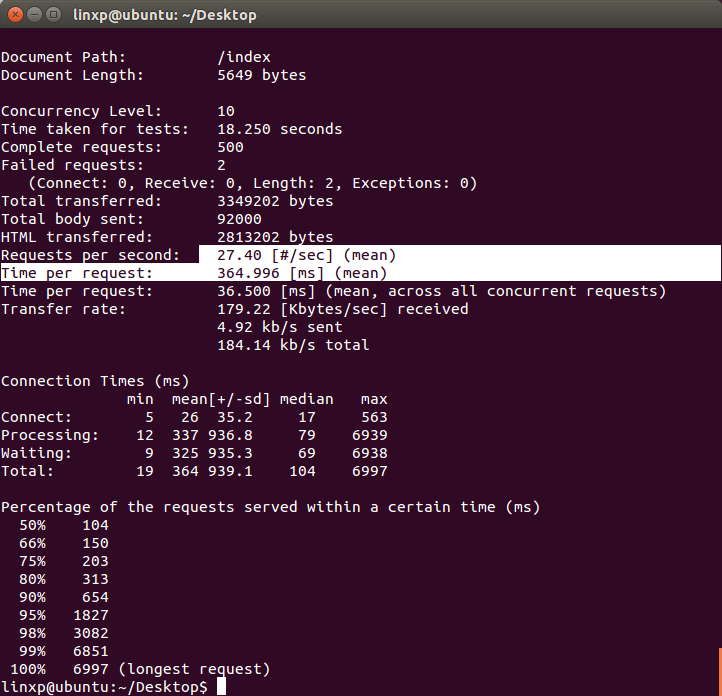 linxp@ubuntu: ~/Desktop
Document Path:          /index
Document Length:        5649 bytes
Concurrency Level:      10
Time taken for tests:   18.250 seconds
Complete requests:      500
Failed requests:        2
   (Connect: 0, Receive: 0, Length: 2, Exceptions: 0)
Total transferred:      3349202 bytes
Total body sent:        92000
HTML transferred:       2813202 bytes
Requests per second:    27.40 [#/sec] (mean)
Time per request:       364.996 [ms] (mean)
Time per request:       36.500 [ms] (mean, across all concurrent requests)
Transfer rate:          179.22 [Kbytes/sec] received
                        4.92 kb/s sent
                        184.14 kb/s total
Connection Times (ms)
              min  mean[+/-sd] median   max
Connect:        5   26  35.2     17     563
Processing:    12  337 936.8     79    6939
Waiting:        9  325 935.3     69    6938
Total:         19  364 939.1    104    6997
Percentage of the requests served within a certain time (ms)
  50%    104
  66%    150
  75%    203
  80%    313
  90%    654
  95%   1827
  98%   3082
  99%   6851
 100%   6997 (longest request)
linxp@ubuntu:~/Desktop$